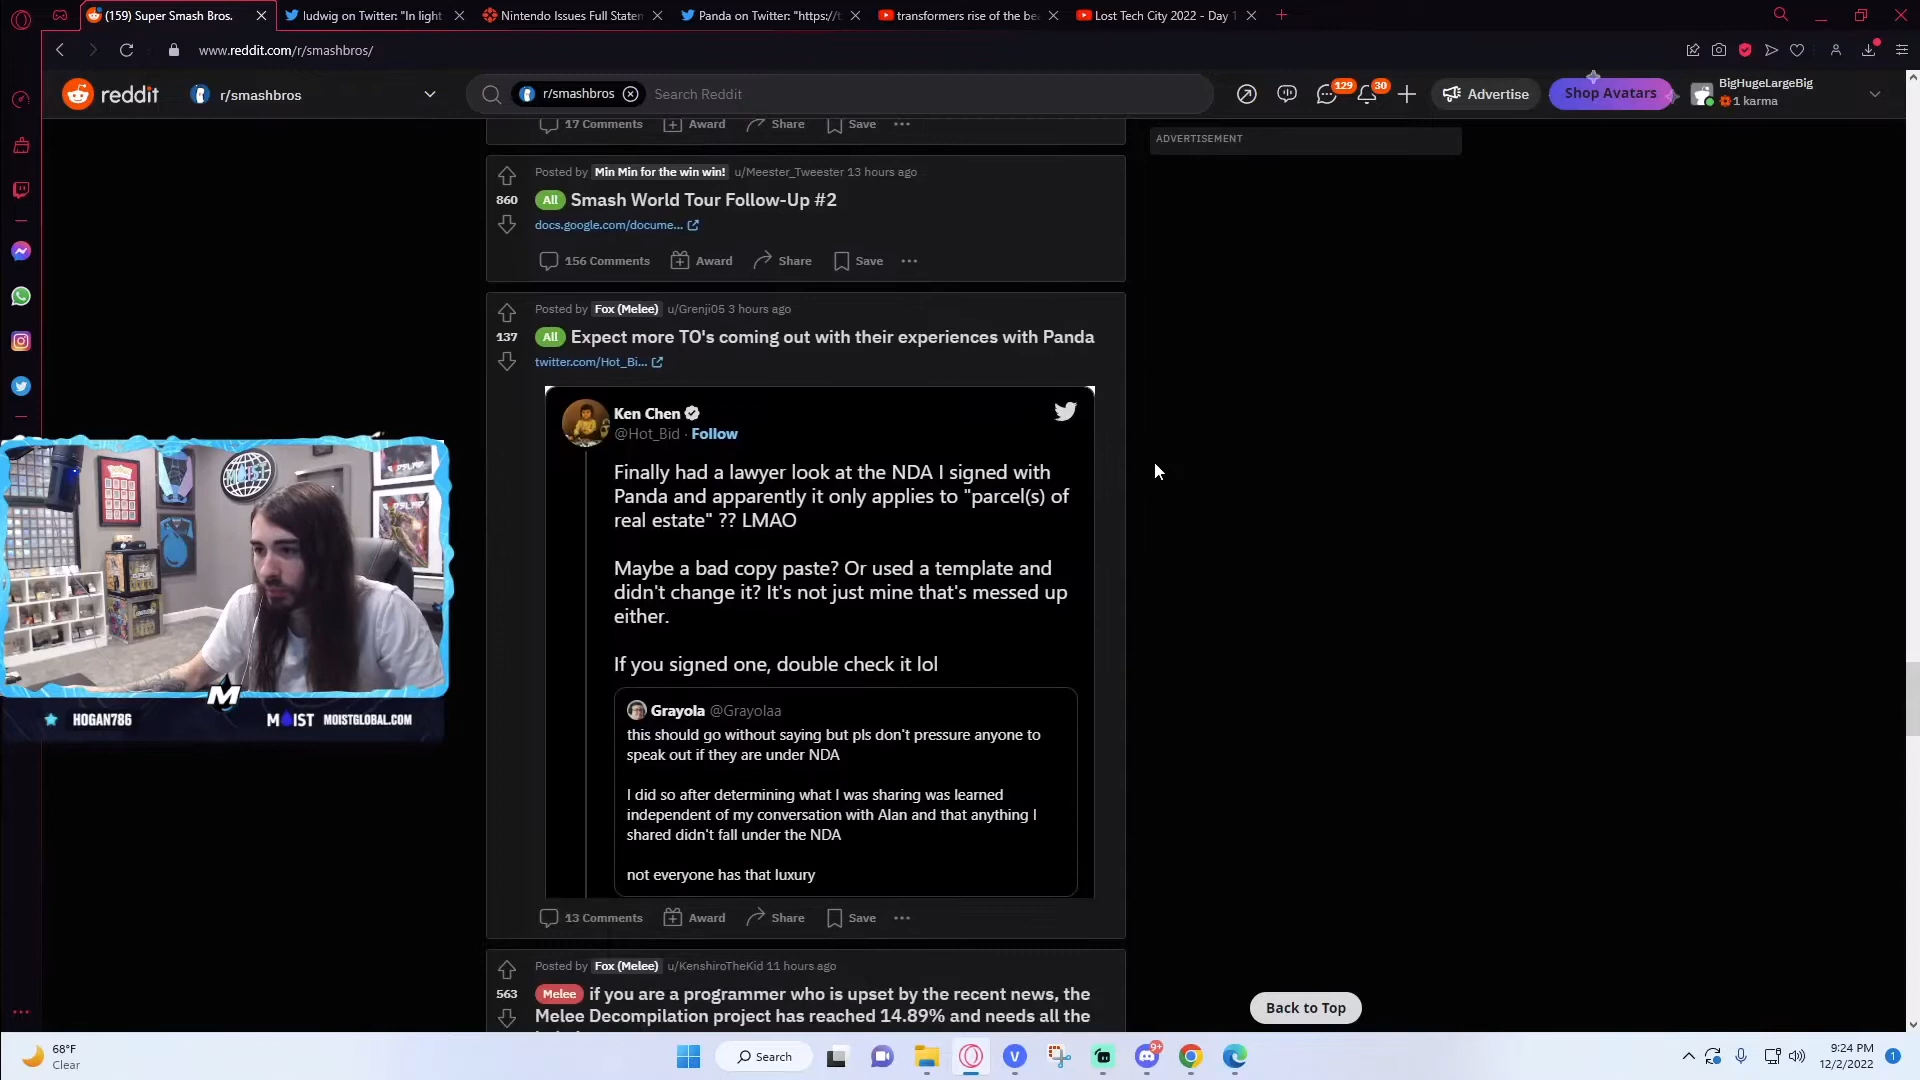 (159) Super Smash Bros.
ludwig on Twitter: "In light
Nintendo Issues Full Staten
Panda on Twitter: "https://t
transformers rise of the bea
Lost Tech City 2022 - Day 1
www.reddit.com/r/smashbros/
reddit
r/smashbros
r/smashbros
Search Reddit
129
30
Advertise
Shop Avatars
BigHugeLargeBig
1 karma
17 Comments
Award
Share
Save
ADVERTISEMENT
Posted by Min Min for the win win! u/Meester_Tweester 13 hours ago
860
All Smash World Tour Follow-Up #2
docs.google.com/docume...
156 Comments
Award
Share
Save
Posted by Fox (Melee) u/Grenji05 3 hours ago
137
All Expect more TO's coming out with their experiences with Panda
twitter.com/Hot_Bi...
Ken Chen
@Hot_Bid · Follow
Finally had a lawyer look at the NDA I signed with
Panda and apparently it only applies to "parcel(s) of
real estate" ?? LMAO
Maybe a bad copy paste? Or used a template and
didn't change it? It's not just mine that's messed up
either.
If you signed one, double check it lol
Grayola @Grayolaa
this should go without saying but pls don't pressure anyone to
speak out if they are under NDA
I did so after determining what I was sharing was learned
independent of my conversation with Alan and that anything I
shared didn't fall under the NDA
not everyone has that luxury
13 Comments
Award
Share
Save
Posted by Fox (Melee) u/KenshiroTheKid 11 hours ago
563
Melee if you are a programmer who is upset by the recent news, the
Melee Decompilation project has reached 14.89% and needs all the
Back to Top
MOIST
M
HOGAN786
MOIST
MOISTGLOBAL.COM
68°F
Clear
Search
V
9+
9:24 PM
12/2/2022
1